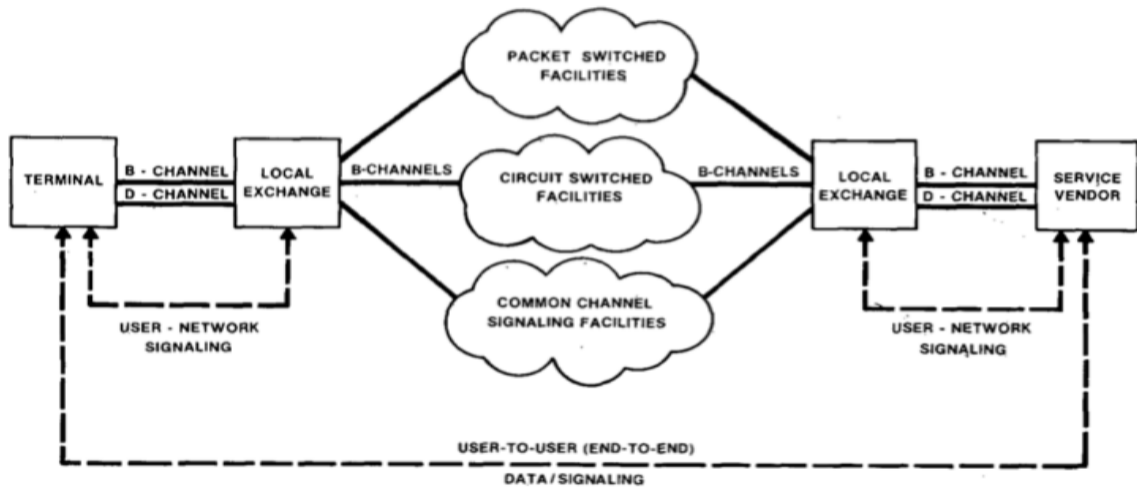 PACKET SWITCHED
FACILITIES
TERMINAL
B - CHANNEL
D - CHANNEL
LOCAL
EXCHANGE
B-CHANNELS
CIRCUIT SWITCHED
FACILITIES
B-CHANNELS
LOCAL
EXCHANGE
B - CHANNEL
D - CHANNEL
SERVICE
VENDOR
COMMON CHANNEL
SIGNALING FACILITIES
USER - NETWORK
SIGNALING
USER - NETWORK
SIGNALING
USER-TO-USER (END-TO-END)
DATA/SIGNALING